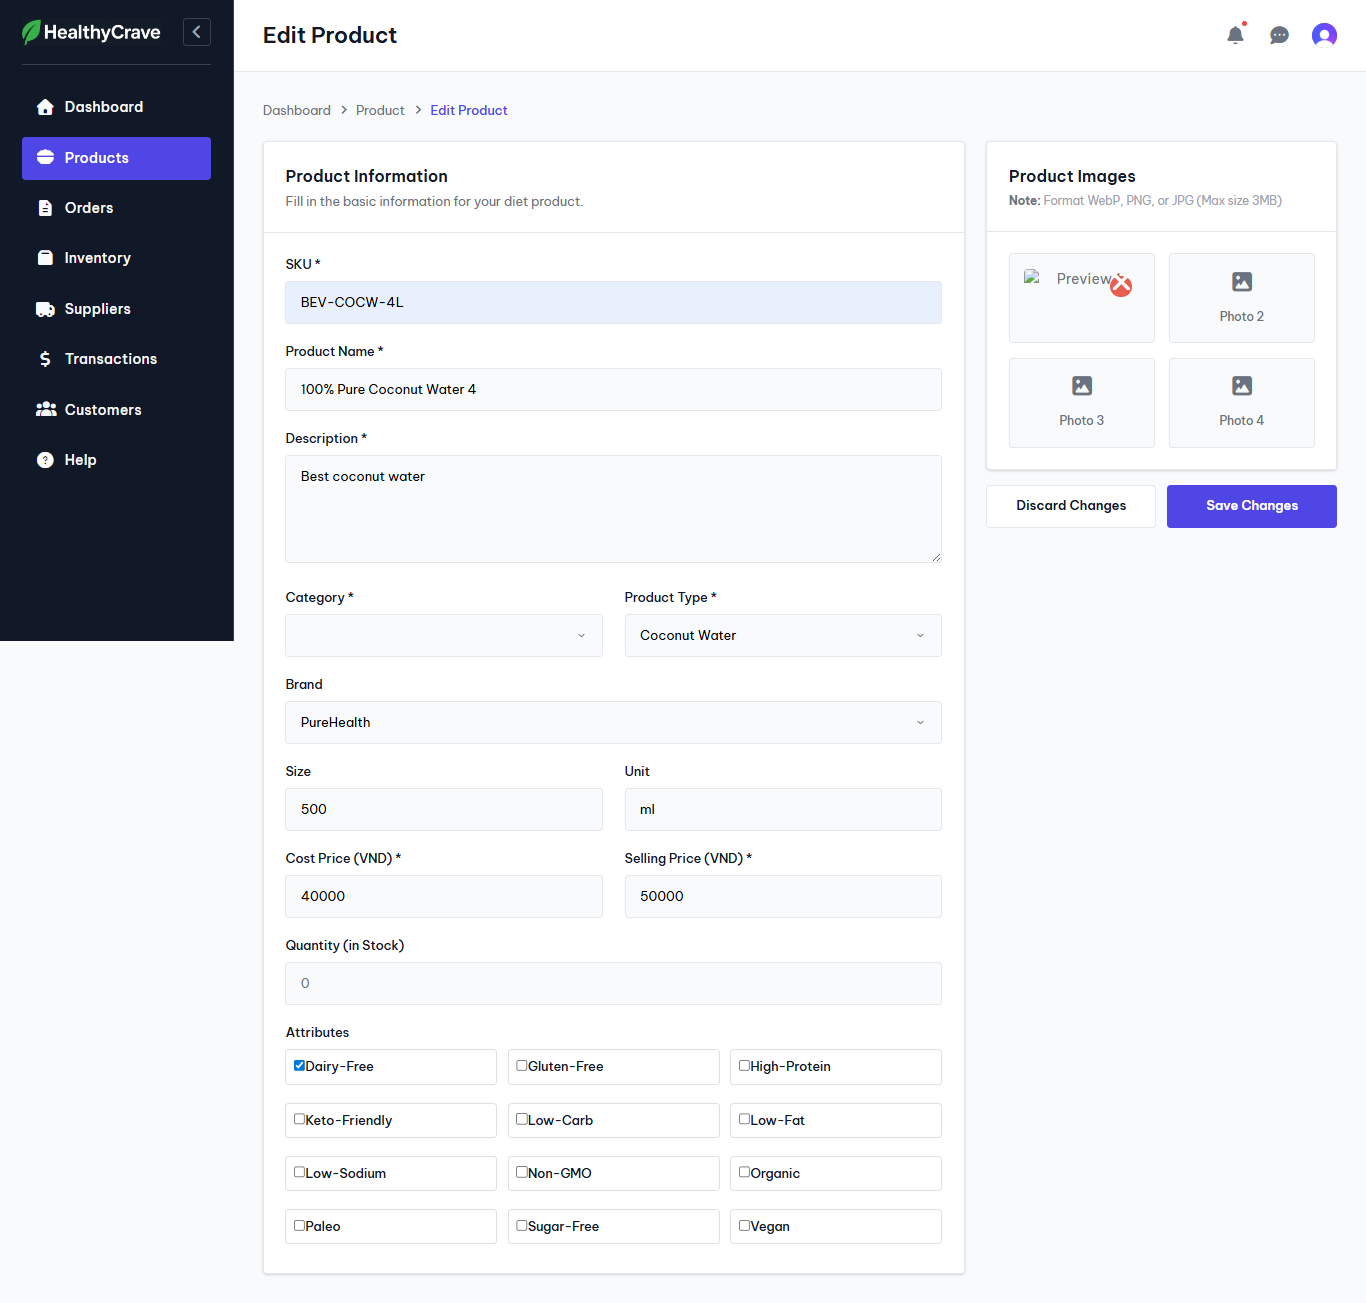 HealthyCrave
Dashboard
Products
Orders
Inventory
Suppliers
Transactions
Customers
Help
Edit Product
Dashboard > Product > Edit Product
Product Information
Fill in the basic information for your diet product.
SKU *
BEV-COCW-4L
Product Name *
100% Pure Coconut Water 4
Description *
Best coconut water
Category *
Product Type *
Coconut Water
Brand
PureHealth
Size
Unit
500
ml
Cost Price (VND) *
Selling Price (VND) *
40000
50000
Quantity (in Stock)
0
Attributes
Dairy-Free
Gluten-Free
High-Protein
Keto-Friendly
Low-Carb
Low-Fat
Low-Sodium
Non-GMO
Organic
Paleo
Sugar-Free
Vegan
Product Images
Note: Format WebP, PNG, or JPG (Max size 3MB)
Preview
Photo 2
Photo 3
Photo 4
Discard Changes
Save Changes